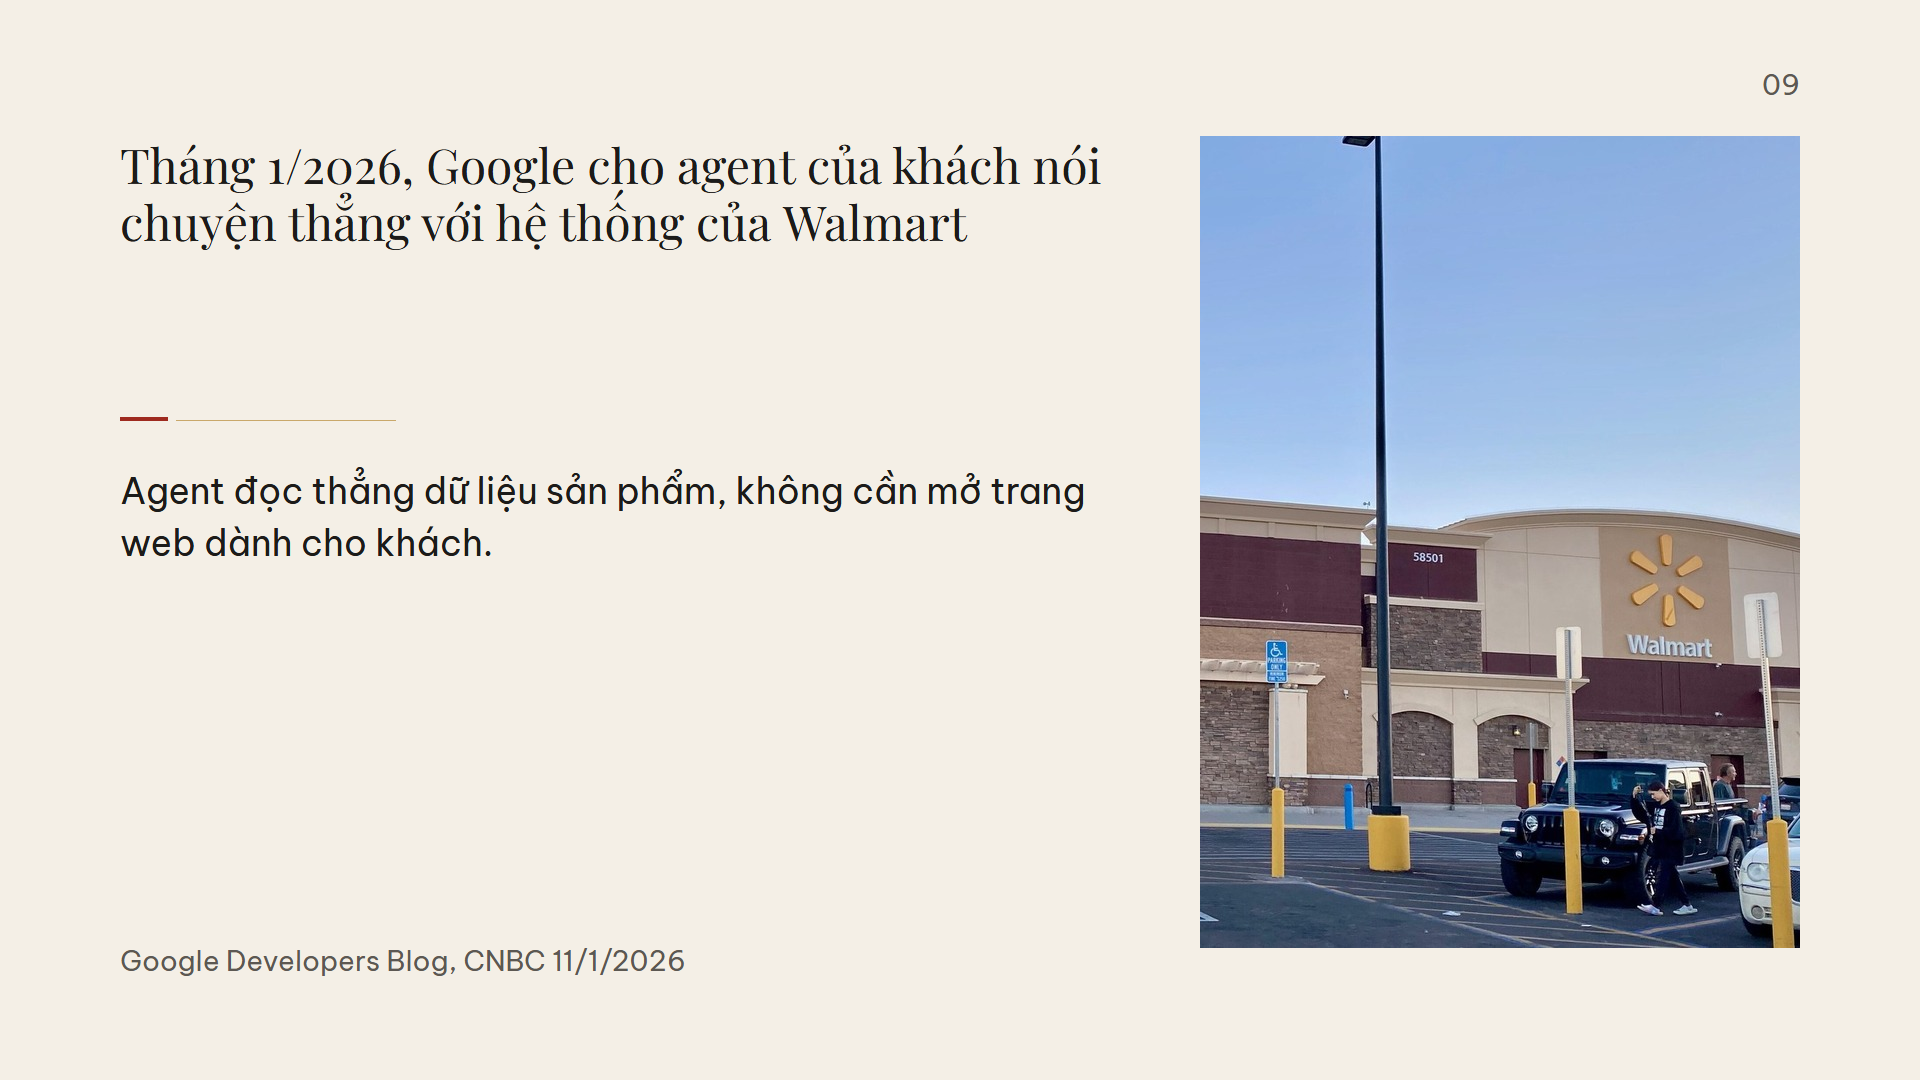 09
Tháng 1/2026, Google cho agent của khách nói
chuyện thẳng với hệ thống của Walmart
Agent đọc thẳng dữ liệu sản phẩm, không cần mở trang
web dành cho khách.
58501
Walmart
PARKING
ONLY
Google Developers Blog, CNBC 11/1/2026